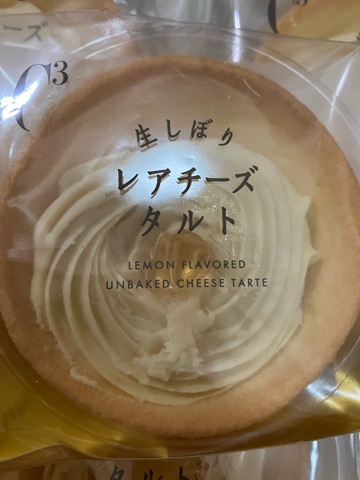 ーズ
C3
生しぼり
レアチーズ
タルト
LEMON FLAVORED
UNBAKED CHEESE TARTE
タルト